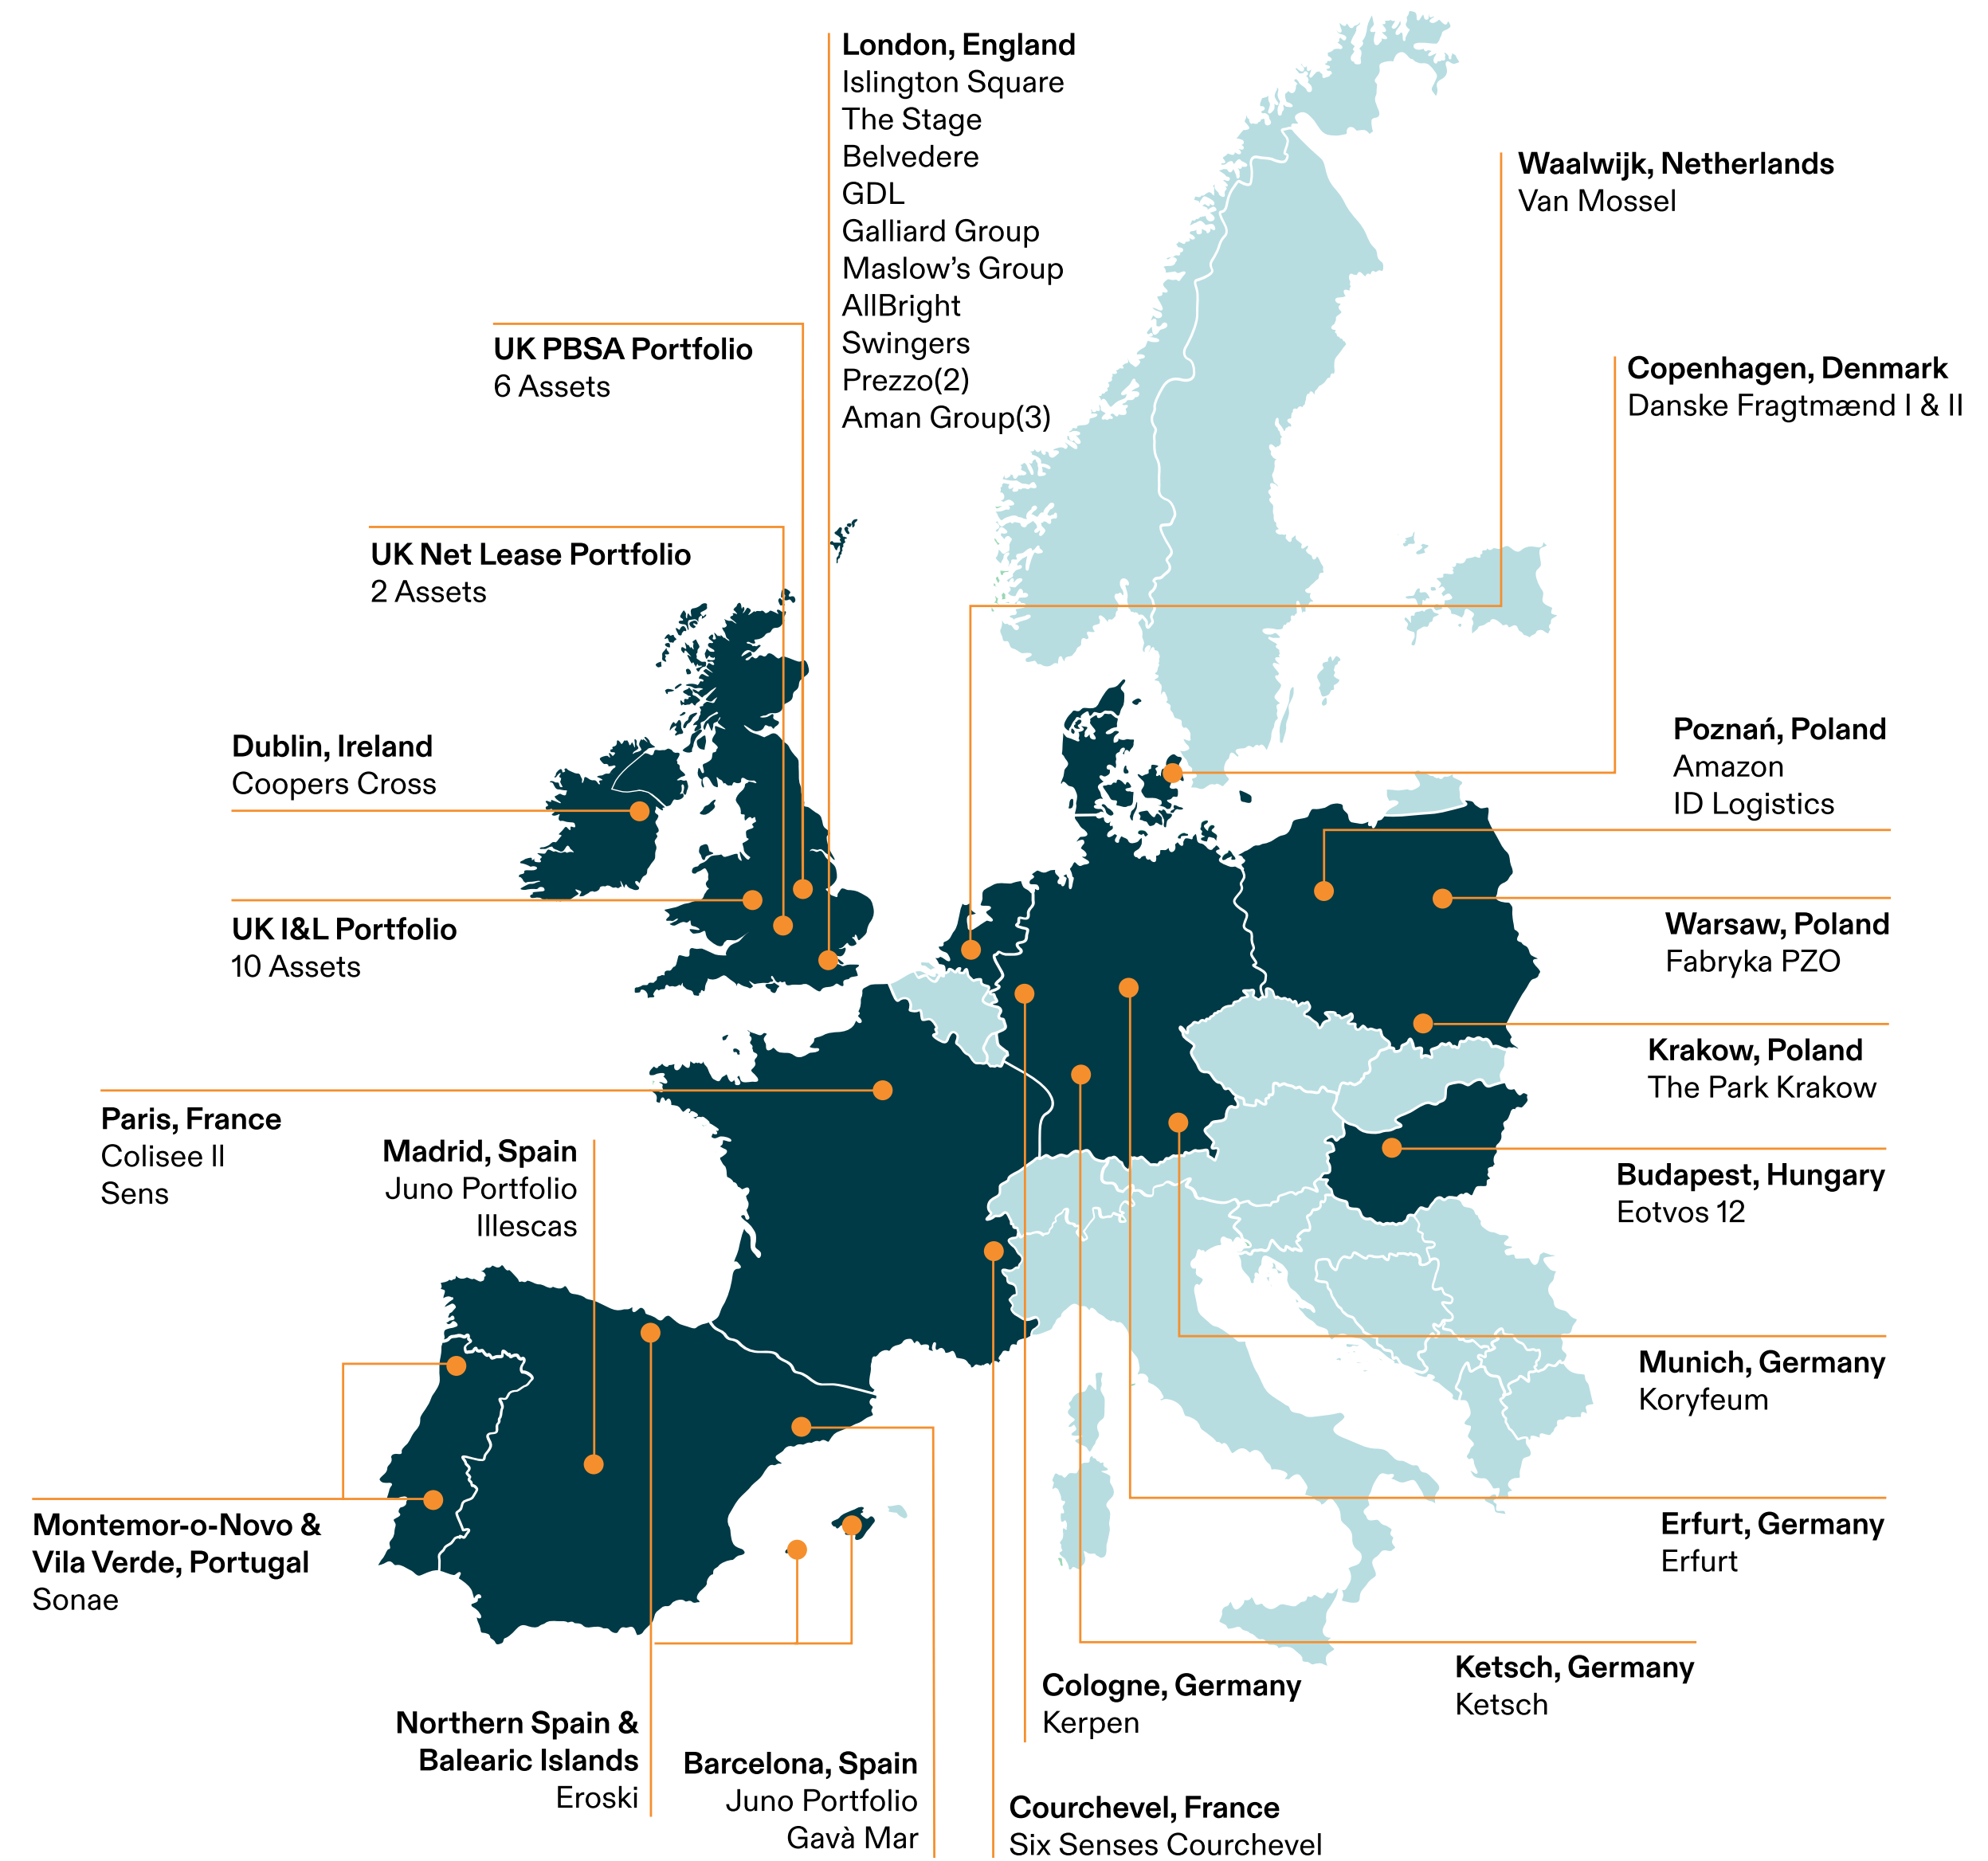 London, England
Islington Square
The Stage
Belvedere
GDL
Galliard Group
Maslow’s Group
AllBright
Swingers
Prezzo(2)
Aman Group(3)
Waalwijk, Netherlands
Van Mossel
UK PBSA Portfolio
6 Assets
Copenhagen, Denmark
Danske Fragtmænd I & II
UK Net Lease Portfolio
2 Assets
Dublin, Ireland
Coopers Cross
Poznań, Poland
Amazon
ID Logistics
UK I&L Portfolio
10 Assets
Warsaw, Poland
Fabryka PZO
Krakow, Poland
The Park Krakow
Paris, France
Colisee II
Sens
Madrid, Spain
Juno Portfolio
Illescas
Budapest, Hungary
Eotvos 12
Munich, Germany
Koryfeum
Montemor-o-Novo &
Vila Verde, Portugal
Sonae
Erfurt, Germany
Erfurt
Ketsch, Germany
Ketsch
Cologne, Germany
Kerpen
Northern Spain &
Balearic Islands
Eroski
Barcelona, Spain
Juno Portfolio
Gavà Mar
Courchevel, France
Six Senses Courchevel